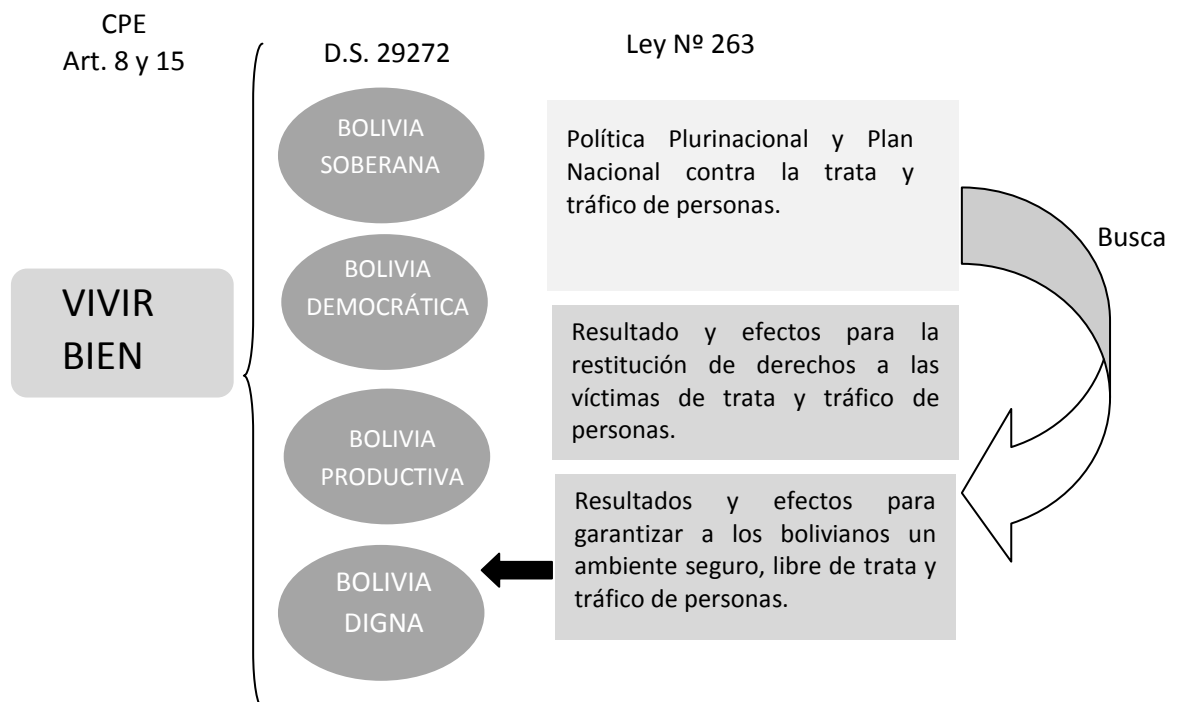 CPE
Art. 8 y 15
VIVIR
BIEN
D.S. 29272
BOLIVIA
SOBERANA
BOLIVIA
DEMOCRÁTICA
BOLIVIA
PRODUCTIVA
BOLIVIA
DIGNA
Ley Nº 263
Política Plurinacional y Plan
Nacional contra la trata y
tráfico de personas.
Resultado y efectos para la
restitución de derechos a las
víctimas de trata y tráfico de
personas.
Resultados y efectos para
garantizar a los bolivianos un
ambiente seguro, libre de trata y
tráfico de personas.
Busca